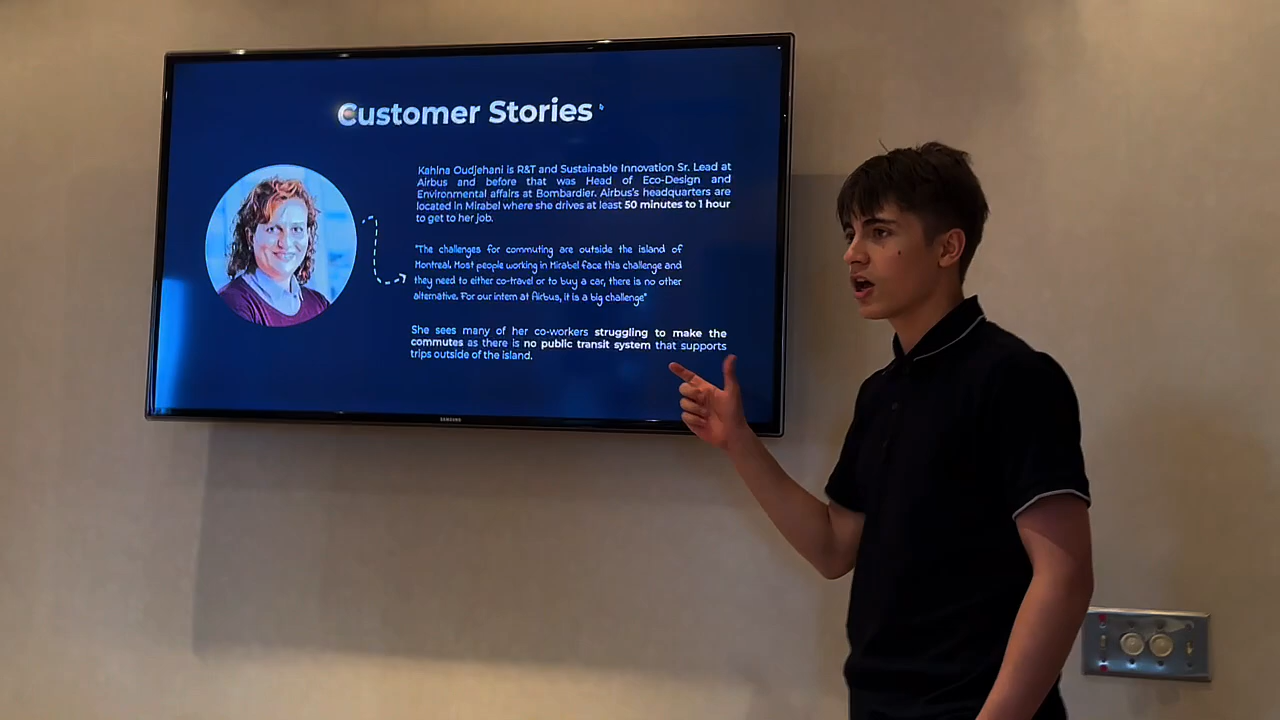 Customer Stories
Kahina Oudjehani is R&T and Sustainable Innovation Sr. Lead at
Airbus and before that was Head of Eco-Design and
Environmental affairs at Bombardier. Airbus's headquarters are
located in Mirabel where she drives at least 50 minutes to 1 hour
to get to her job.
"The challenges for commuting are outside the island of
Montreal. Most people working in Mirabel face this challenge and
they need to either co-travel or to buy a car, there is no other
alternative. For our intern at Airbus, it is a big challenge"
She sees many of her co-workers struggling to make the
commutes as there is no public transit system that supports
trips outside of the island.
SAMSUNG